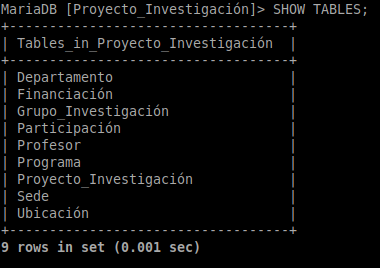 MariaDB [Proyecto_Investigación]> SHOW TABLES;
+----------------------------------+
| Tables_in_Proyecto_Investigación |
+----------------------------------+
| Departamento                     |
| Financiación                     |
| Grupo_Investigación              |
| Participación                    |
| Profesor                         |
| Programa                         |
| Proyecto_Investigación           |
| Sede                             |
| Ubicación                        |
+----------------------------------+
9 rows in set (0.001 sec)